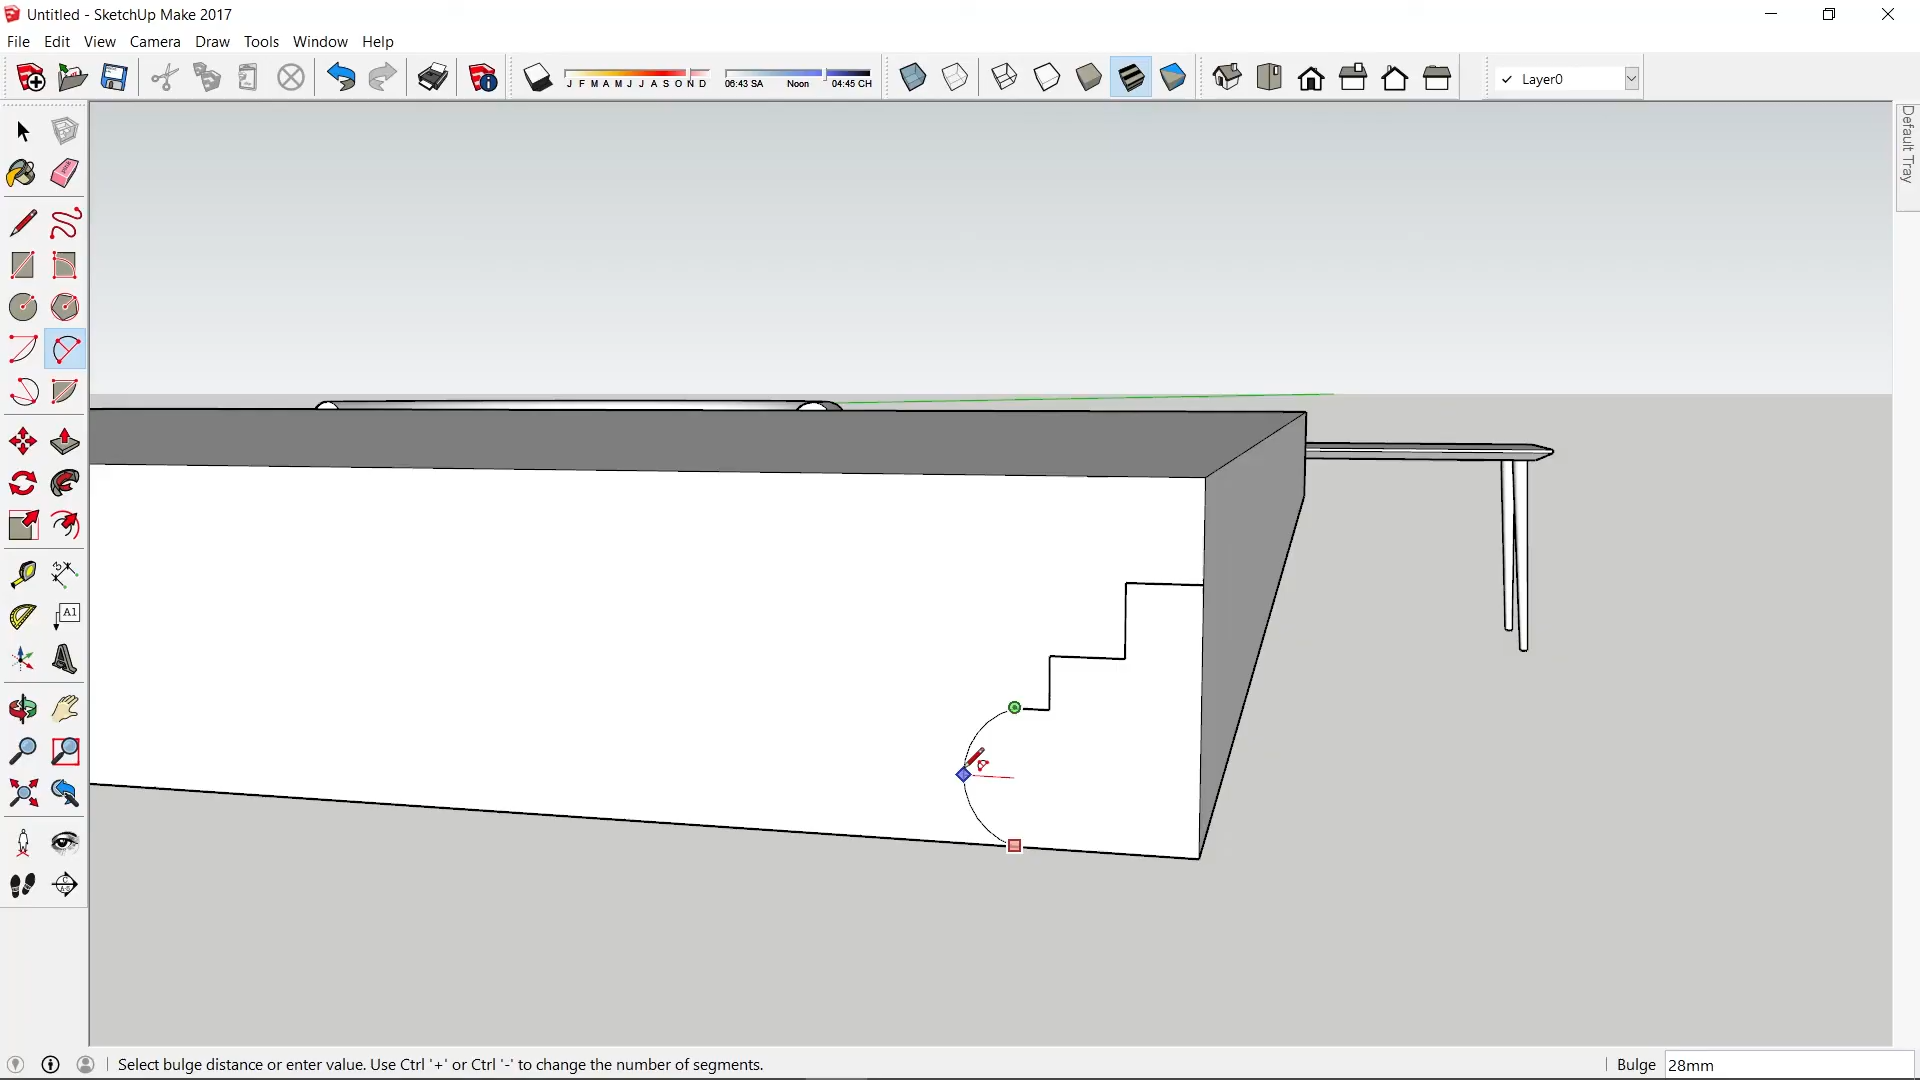 Untitled - SketchUp Make 2017
File Edit View Camera Draw Tools Window Help
J F M A M J J A S O N D
06:43 SA Noon 04:45 CH
Layer0
Default Tray
A1
Select bulge distance or enter value. Use Ctrl '+' or Ctrl '-' to change the number of segments.
Bulge 28mm